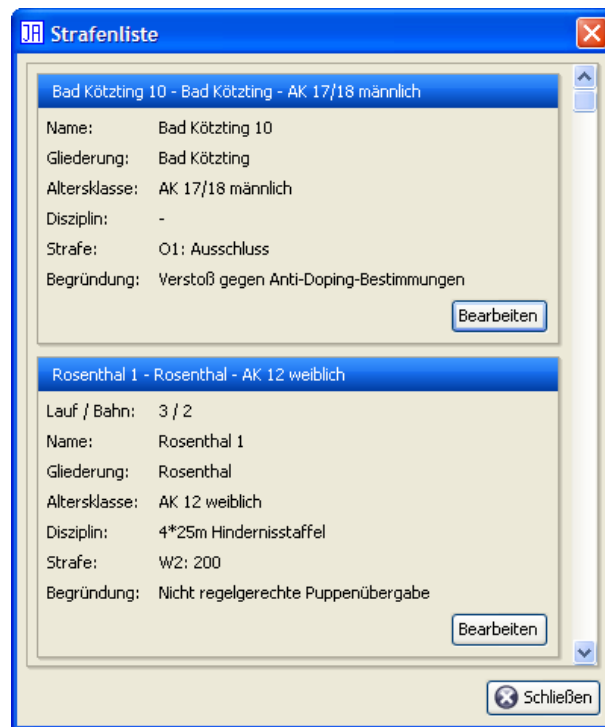 JA Strafenliste
Bad Kötzting 10 - Bad Kötzting - AK 17/18 männlich
Name: Bad Kötzting 10
Gliederung: Bad Kötzting
Altersklasse: AK 17/18 männlich
Disziplin: -
Strafe: O1: Ausschluss
Begründung: Verstoß gegen Anti-Doping-Bestimmungen
Bearbeiten
Rosenthal 1 - Rosenthal - AK 12 weiblich
Lauf / Bahn: 3 / 2
Name: Rosenthal 1
Gliederung: Rosenthal
Altersklasse: AK 12 weiblich
Disziplin: 4*25m Hindernisstaffel
Strafe: W2: 200
Begründung: Nicht regelgerechte Puppenübergabe
Bearbeiten
Schließen